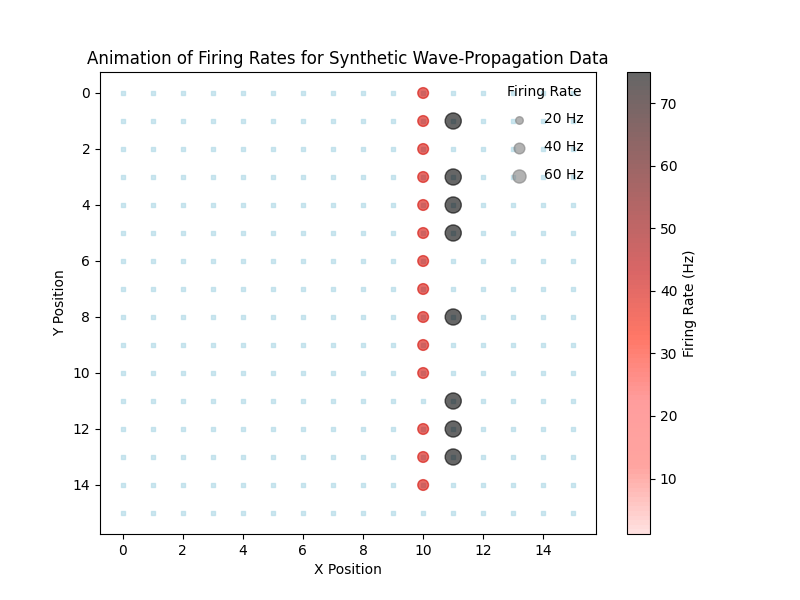 Animation of Firing Rates for Synthetic Wave-Propagation Data
Firing Rate
20 Hz
40 Hz
60 Hz
0
2
4
6
8
10
12
14
Y Position
0 2 4 6 8 10 12 14
X Position
70
60
50
40
30
20
10
Firing Rate (Hz)